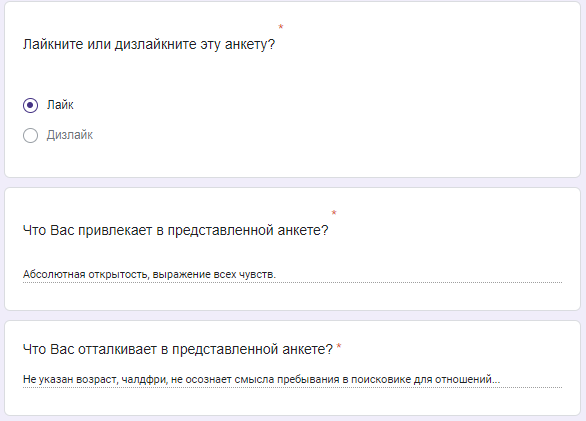 Лайкните или дизлайкните эту анкету? *
Лайк
Дизлайк
Что Вас привлекает в представленной анкете? *
Абсолютная открытость, выражение всех чувств.
Что Вас отталкивает в представленной анкете? *
Не указан возраст, чалдфри, не осознает смысла пребывания в поисковике для отношений...